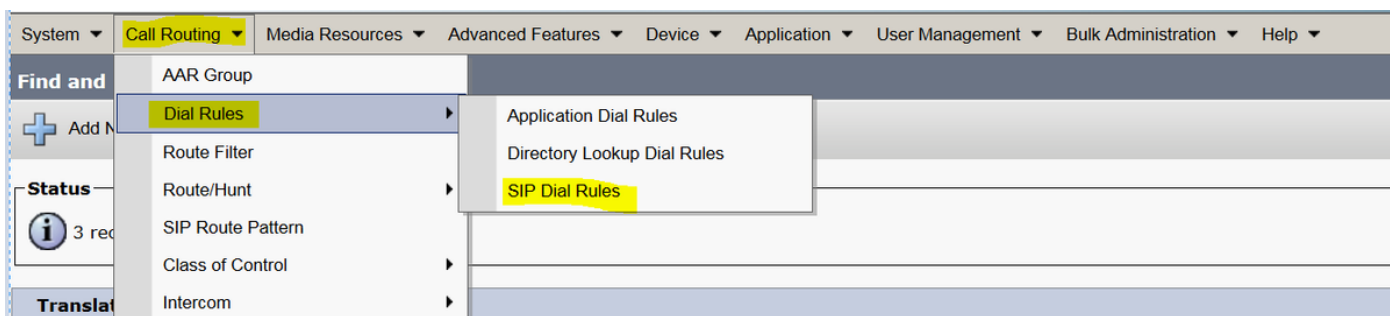 System Call Routing Media Resources Advanced Features Device Application User Management Bulk Administration Help
Find and
AAR Group
Dial Rules
Application Dial Rules
Add N
Route Filter
Directory Lookup Dial Rules
Status
Route/Hunt
SIP Dial Rules
3 rec
SIP Route Pattern
Class of Control
Translat
Intercom